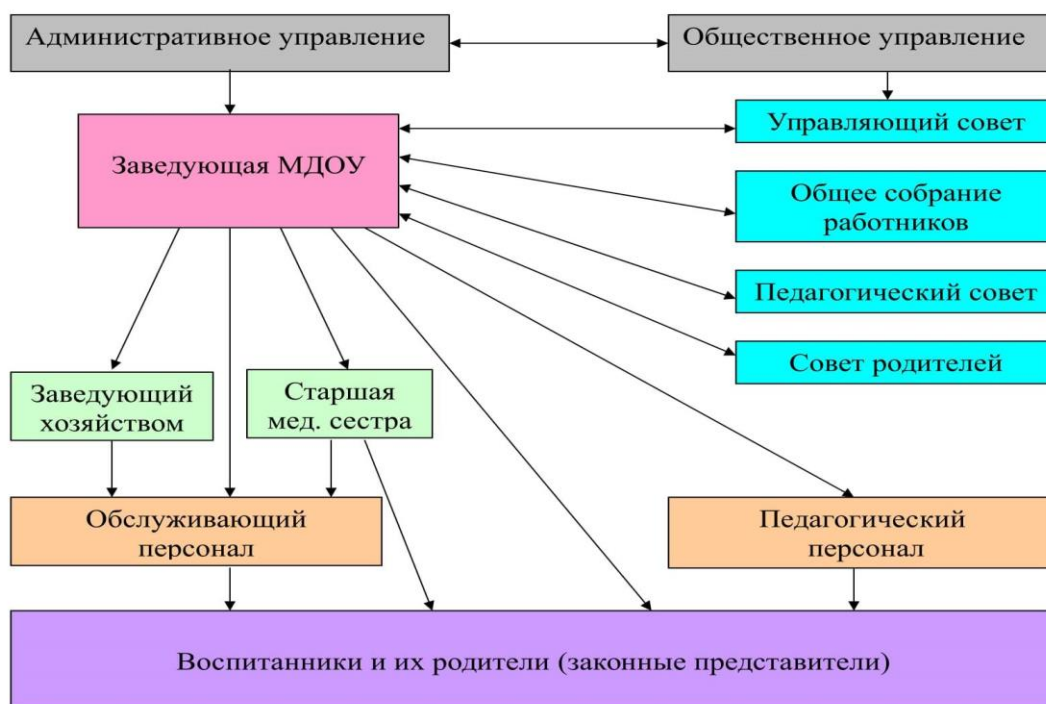 Административное управление
Общественное управление
Управляющий совет
Заведующая МДОУ
Общее собрание
работников
Педагогический совет
Совет родителей
Заведующий
хозяйством
Старшая
мед. сестра
Обслуживающий
персонал
Педагогический
персонал
Воспитанники и их родители (законные представители)